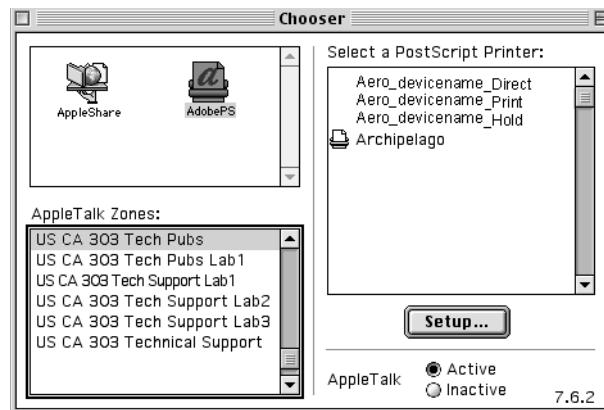 Chooser
AppleShare
AdobePS
Select a PostScript Printer:
Aero_devicename_Direct
Aero_devicename_Print
Aero_devicename_Hold
Archipelago
AppleTalk Zones:
US CA 303 Tech Pubs
US CA 303 Tech Pubs Lab1
US CA 303 Tech Support Lab1
US CA 303 Tech Support Lab2
US CA 303 Tech Support Lab3
US CA 303 Technical Support
Setup...
AppleTalk
Active
Inactive
7.6.2